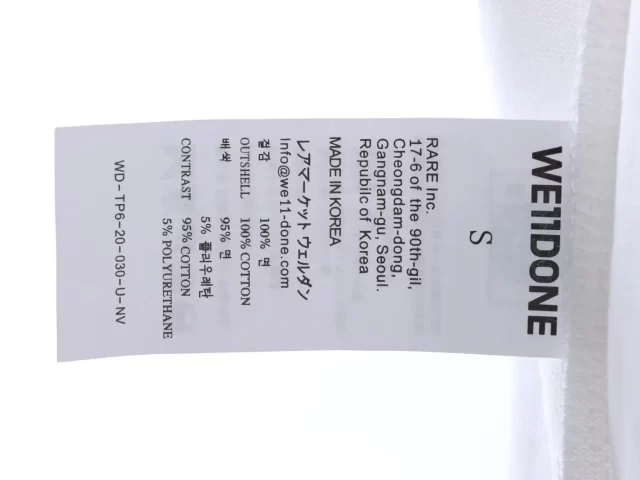 WE11DONE
S
RARE Inc.
17-6 of the 90th-gil,
Cheongdam-dong,
Gangnam-gu, Seoul.
Republic of Korea
MADE IN KOREA
レアマーケット ウェルダン
Info@we11-done.com
겉감 100% 면
OUTSHELL 100% COTTON
배색 95% 면
5% 폴리우레탄
CONTRAST 95% COTTON
5% POLYURETHANE
WD-TP6-20-030-U-NV